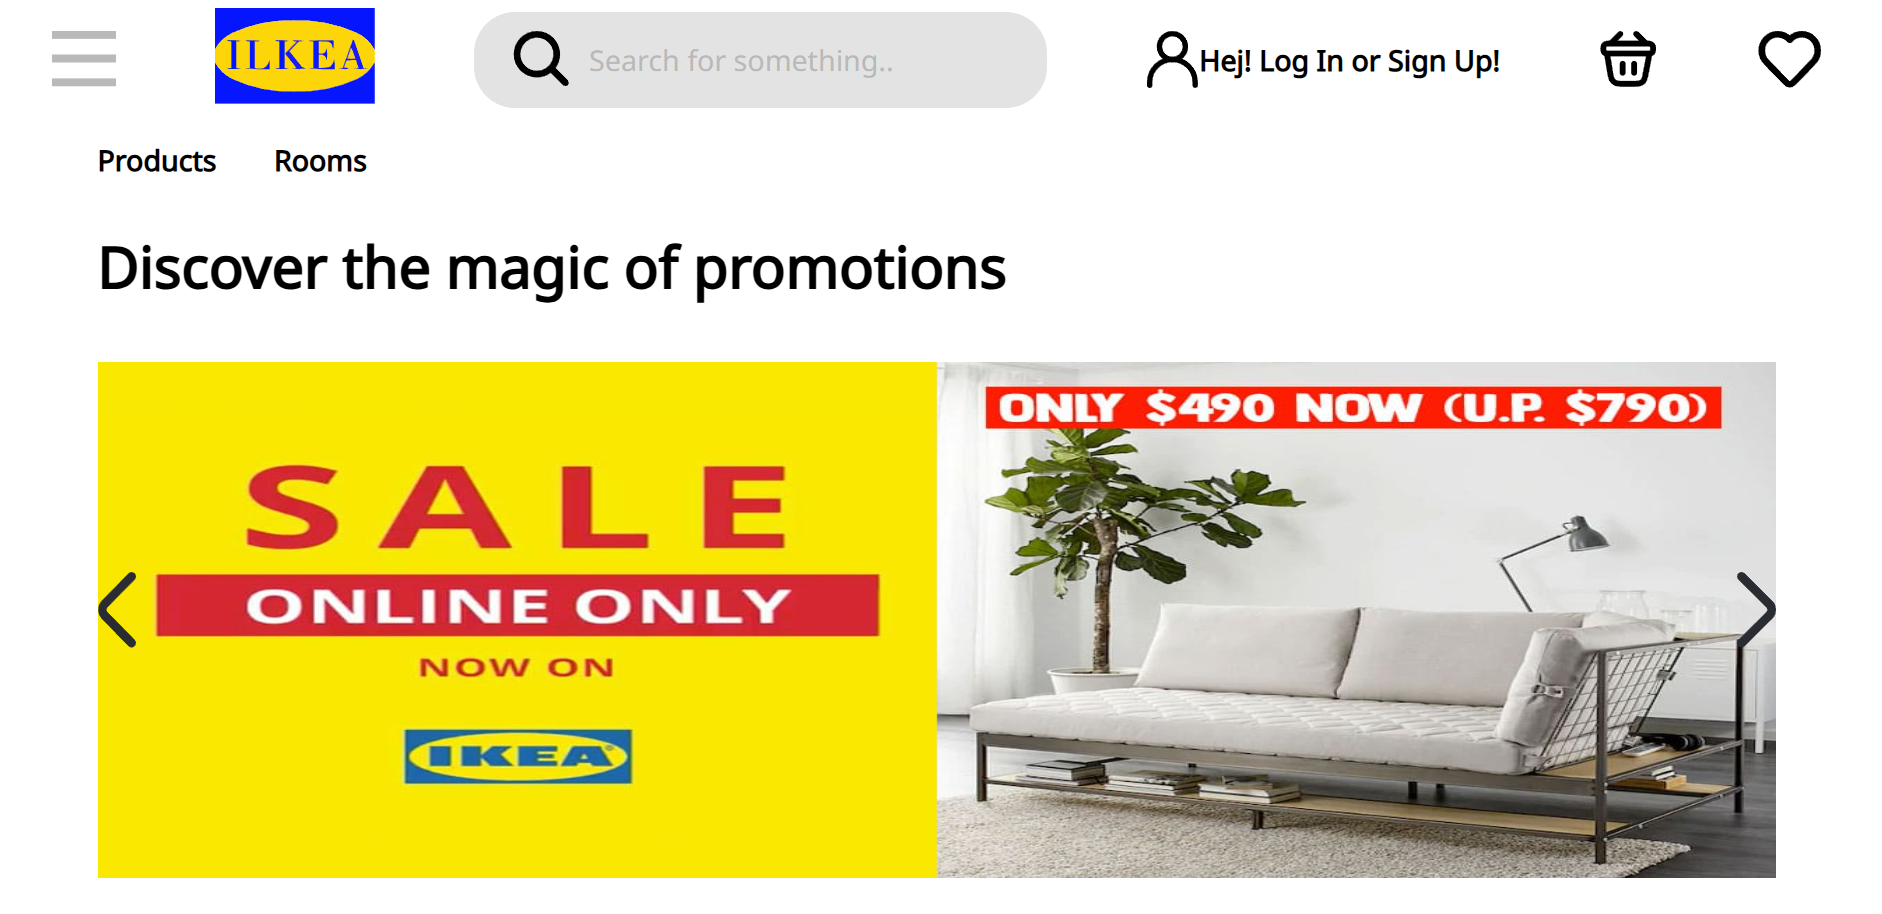 ILKEA
Search for something..
Hej! Log In or Sign Up!
Products Rooms
Discover the magic of promotions
SALE
ONLINE ONLY
NOW ON
IKEA
ONLY $490 NOW (U.P. $790)